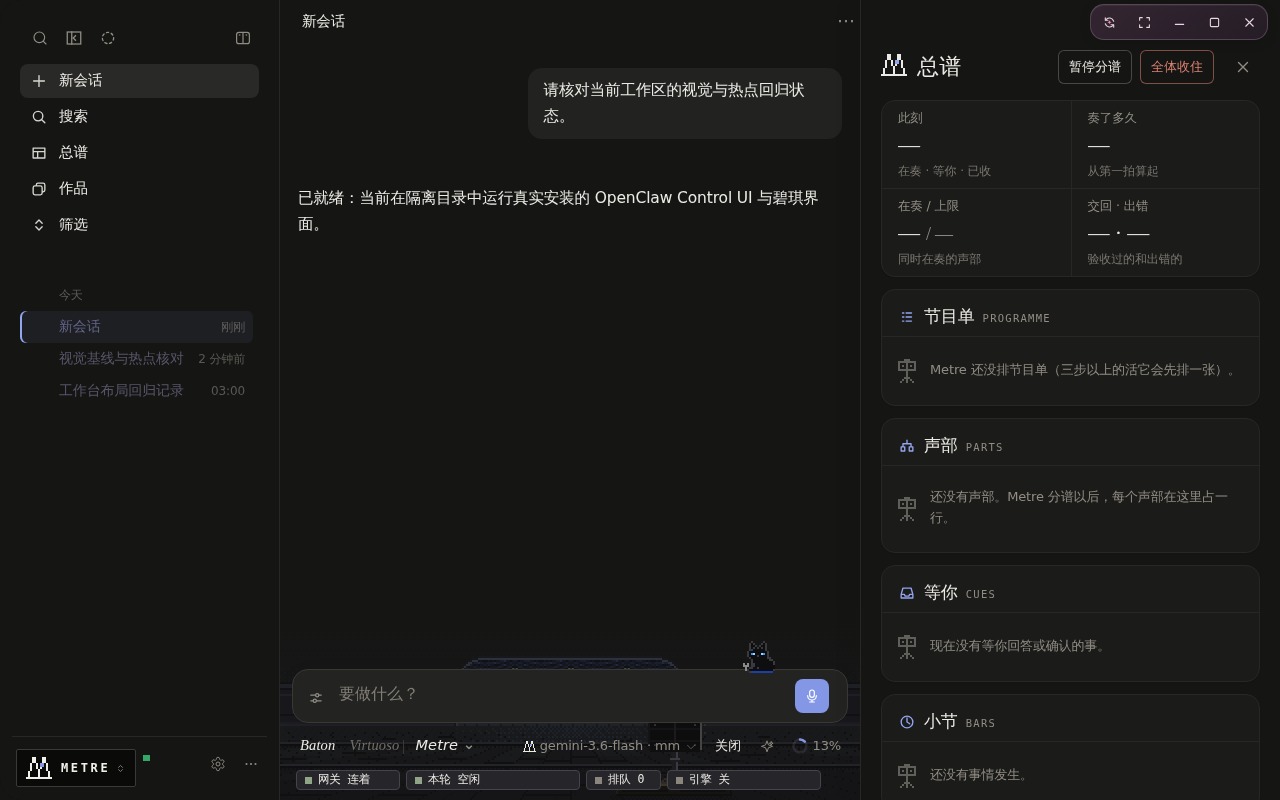 新会话
搜索
总谱
作品
筛选
今天
新会话 刚刚
视觉基线与热点核对 2 分钟前
工作台布局回归记录 03:00
METRE
新会话
请核对当前工作区的视觉与热点回归状
态。
已就绪：当前在隔离目录中运行真实安装的 OpenClaw Control UI 与碧琪界
面。
要做什么？
Baton Virtuoso Metre
gemini-3.6-flash · mm 关闭 13%
网关 连着 本轮 空闲 排队 0 引擎 关
总谱 暂停分谱 全体收住
此刻
—
在奏 · 等你 · 已收
奏了多久
—
从第一拍算起
在奏 / 上限
— / —
同时在奏的声部
交回 · 出错
— · —
验收过的和出错的
节目单 PROGRAMME
Metre 还没排节目单（三步以上的活它会先排一张）。
声部 PARTS
还没有声部。Metre 分谱以后，每个声部在这里占一
行。
等你 CUES
现在没有等你回答或确认的事。
小节 BARS
还没有事情发生。